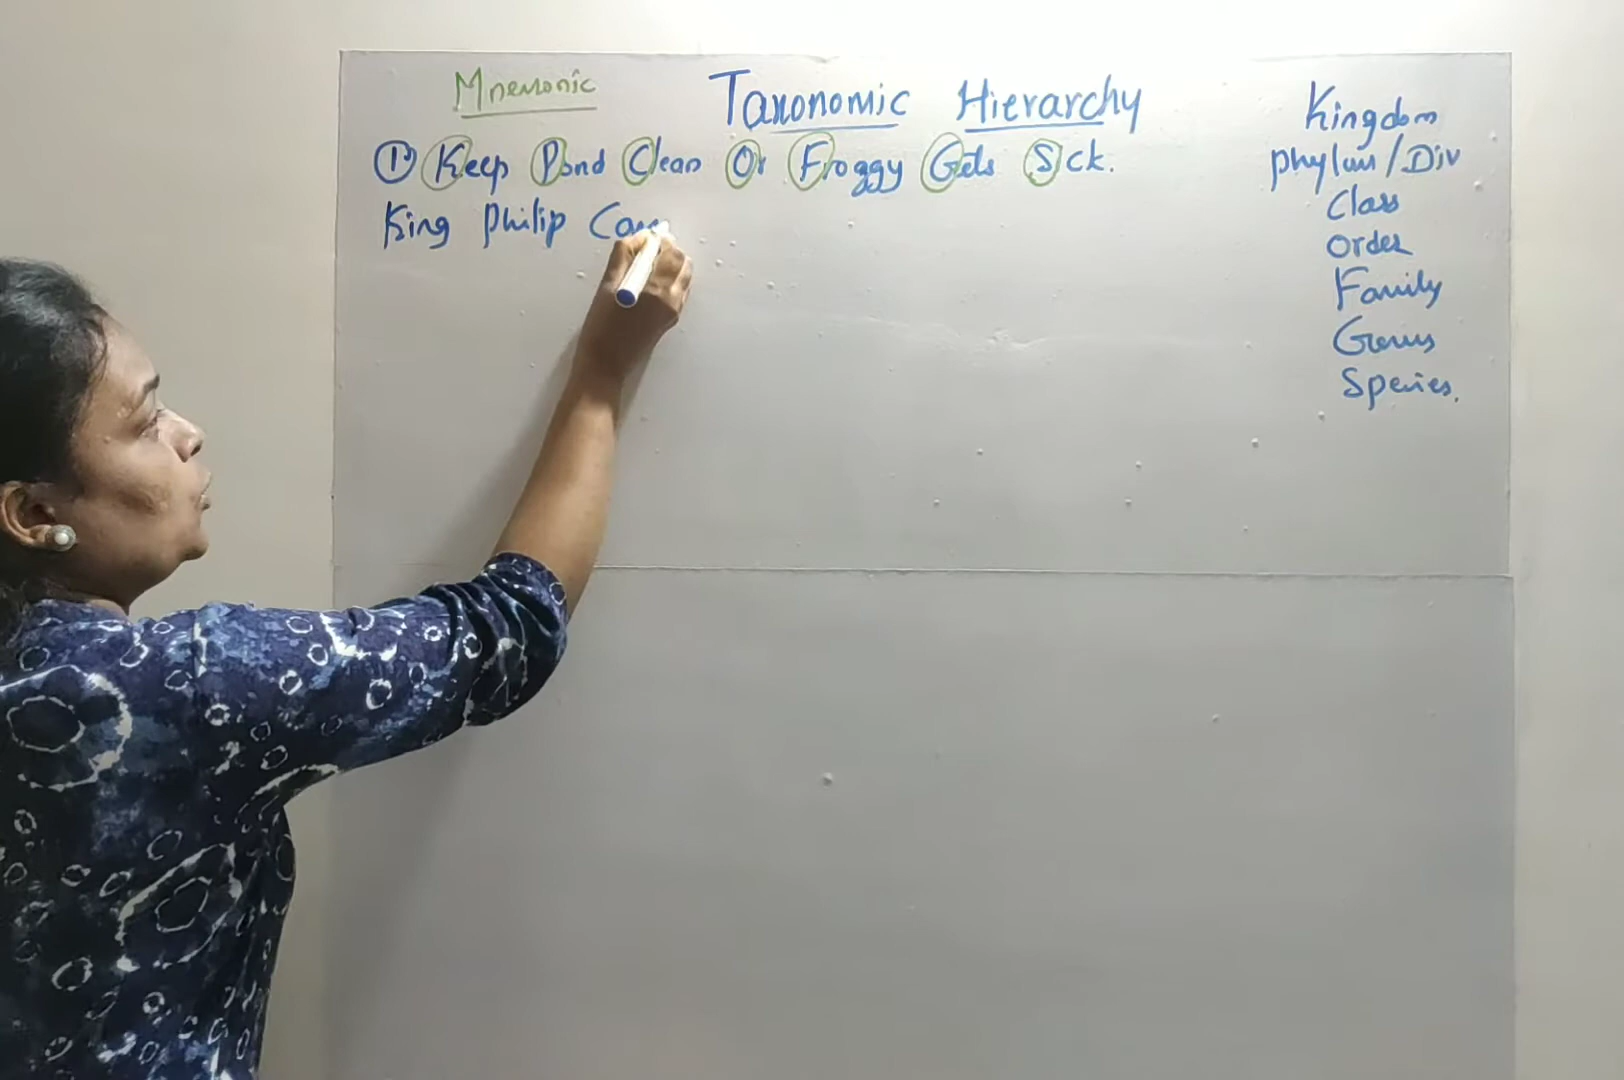 Mnemonic
Taxonomic Hierarchy
① Keep Pond Clean Or Froggy Gets Sick.
King Philip
Kingdom
phylum/Div
Class
order
Family
Genus
Species.